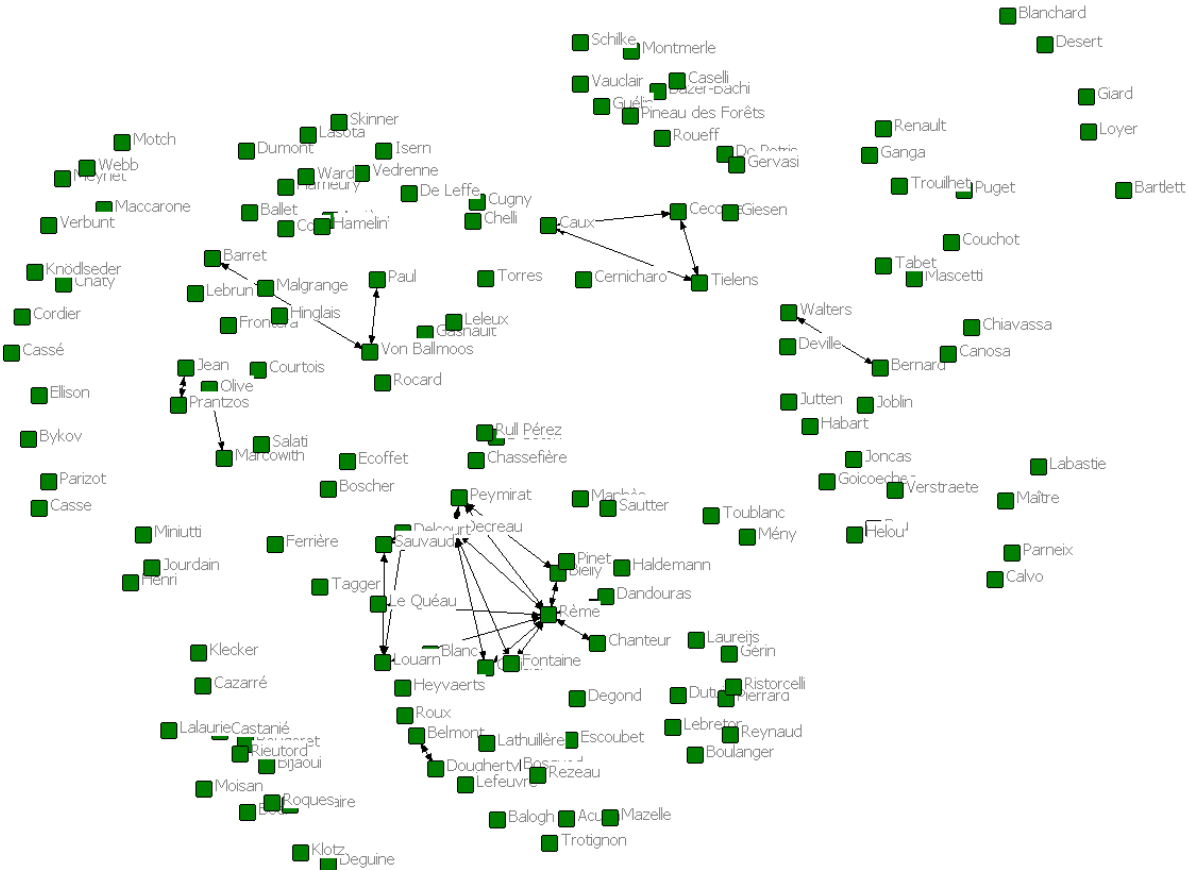 Blanchard
Schilke
Desert
Montmerle
Vauclair
Caselli
Giard
Pineau des Forêts
Skinner
Renault
Loyer
Lasota
Roueff
Motch
Dumont
Isern
Ganga
Gervasi
Webb
Vedrenne
Ward
Trouilhet
Puget
Bartlett
De Leffe
Cugny
Maccarone
Ballet
Giesen
Chelli
Verbunt
Hamelin
Caux
Couchot
Barret
Tabet
Knödlseder
Mascetti
Paul
Torres
Cernicharo
Tielens
Malgrange
Lebrun
Walters
Cordier
Hinglais
Leleux
Chiavassa
Deville
Cassé
Von Ballmoos
Canosa
Jean
Courtois
Bernard
Olive
Rocard
Ellison
Prantzos
Jutten
Joblin
Habart
Bykov
Rull Pérez
Salati
Marcowith
Ecoffet
Chassefière
Joncas
Labastie
Parizot
Boscher
Verstraete
Peymirat
Maître
Casse
Sautter
Toublanc
Miniutti
Mény
Ferrière
Sauvaud
Parneix
Pinet
Jourdain
Haldemann
Henri
Calvo
Tagger
Dandouras
Le Quéau
Rème
Chanteur
Laureijs
Klecker
Blanc
Gérin
Louarn
Fontaine
Cazarré
Heyvaerts
Ristorcelli
Pierrard
Degond
Roux
Lebreton
Lalaurie
Castanié
Belmont
Reynaud
Lathuillère
Escoubet
Rieutord
Boulanger
Bijaoui
Rezeau
Lefeuvre
Moisan
Roques
Balogh
Mazelle
Trotignon
Klotz
Deguine